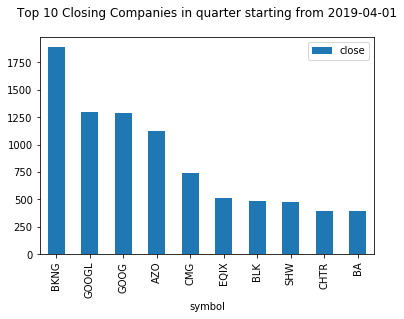 Top 10 Closing Companies in quarter starting from 2019-04-01
close
1750
1500
1250
1000
750
500
250
0
BKNG
GOOGL
GOOG
AZO
CMG
EQIX
BLK
SHW
CHTR
BA
symbol